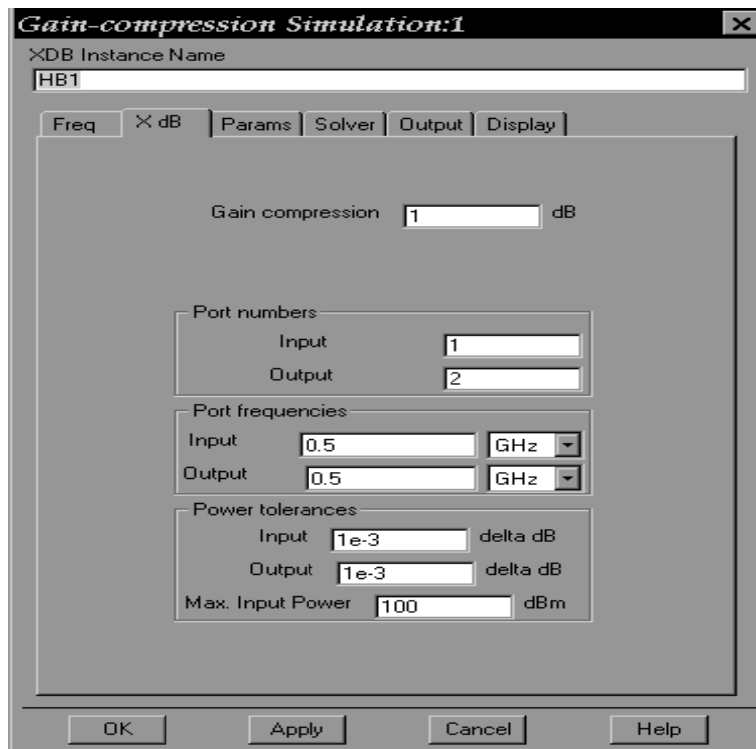 Gain-compression Simulation:1
XDB Instance Name
HB1
Freq X dB Params Solver Output Display
Gain compression 1 dB
Port numbers
Input 1
Output 2
Port frequencies
Input 0.5 GHz
Output 0.5 GHz
Power tolerances
Input 1e-3 delta dB
Output 1e-3 delta dB
Max. Input Power 100 dBm
OK Apply Cancel Help